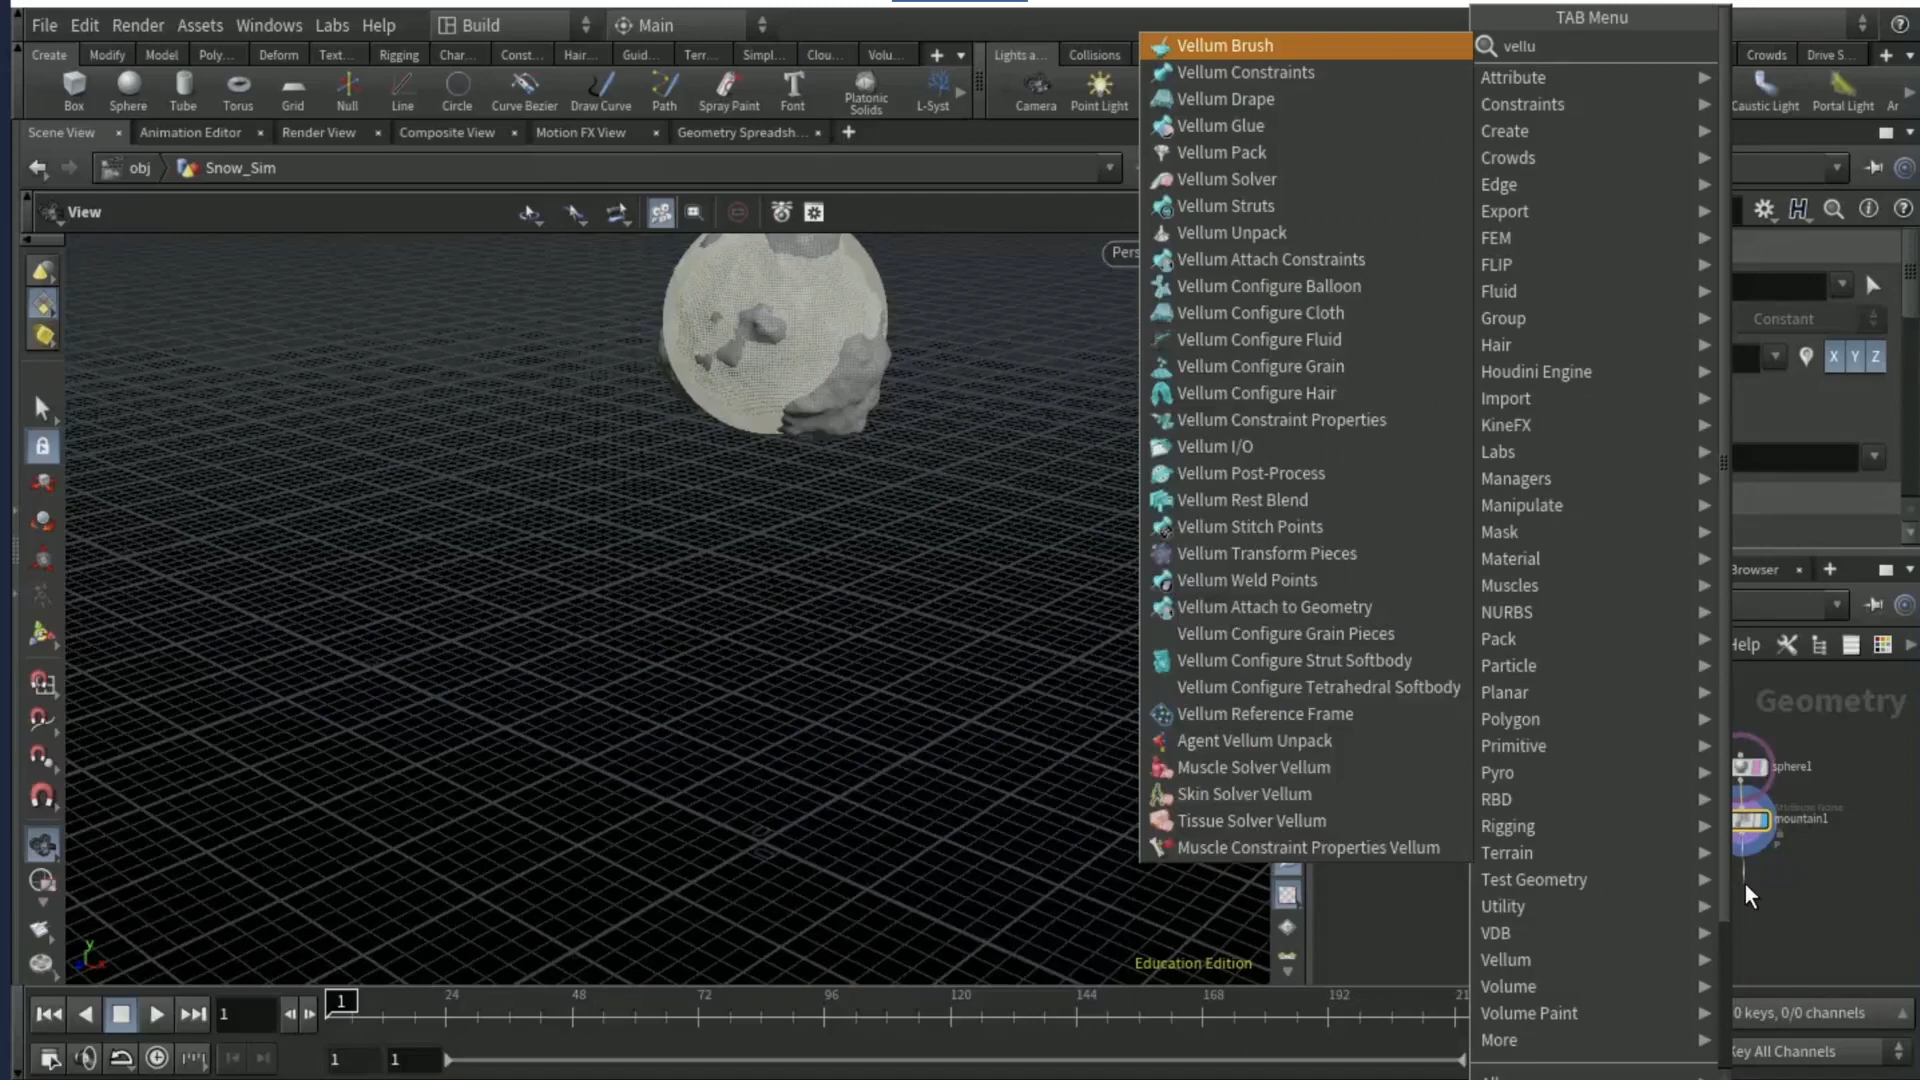 File Edit Render Assets Windows Labs Help Build Main
Create Modify Model Poly... Deform Text... Rigging Char... Const... Hair... Guid... Terr... Simpl... Clou... Volu... Lights a... Collisions
Box Sphere Tube Torus Grid Null Line Circle Curve Bezier Draw Curve Path Spray Paint Font Platonic Solids L-Syst Camera Point Light
Scene View Animation Editor Render View Composite View Motion FX View Geometry Spreadsh...
obj Snow_Sim
View
Pers
Education Edition
Vellum Brush
Vellum Constraints
Vellum Drape
Vellum Glue
Vellum Pack
Vellum Solver
Vellum Struts
Vellum Unpack
Vellum Attach Constraints
Vellum Configure Balloon
Vellum Configure Cloth
Vellum Configure Fluid
Vellum Configure Grain
Vellum Configure Hair
Vellum Constraint Properties
Vellum I/O
Vellum Post-Process
Vellum Rest Blend
Vellum Stitch Points
Vellum Transform Pieces
Vellum Weld Points
Vellum Attach to Geometry
Vellum Configure Grain Pieces
Vellum Configure Strut Softbody
Vellum Configure Tetrahedral Softbody
Vellum Reference Frame
Agent Vellum Unpack
Muscle Solver Vellum
Skin Solver Vellum
Tissue Solver Vellum
Muscle Constraint Properties Vellum
TAB Menu
vellu
Attribute
Constraints
Create
Crowds
Edge
Export
FEM
FLIP
Fluid
Group
Hair
Houdini Engine
Import
KineFX
Labs
Managers
Manipulate
Mask
Material
Muscles
NURBS
Pack
Particle
Planar
Polygon
Primitive
Pyro
RBD
Rigging
Terrain
Test Geometry
Utility
VDB
Vellum
Volume
Volume Paint
More
Crowds Drive S...
Caustic Light Portal Light Ar
Constant
X Y Z
Browser
Help
Geometry
sphere1
mountain1
0 keys, 0/0 channels
Key All Channels
1 1 24 48 72 96 120 144 168 192 21
1 1